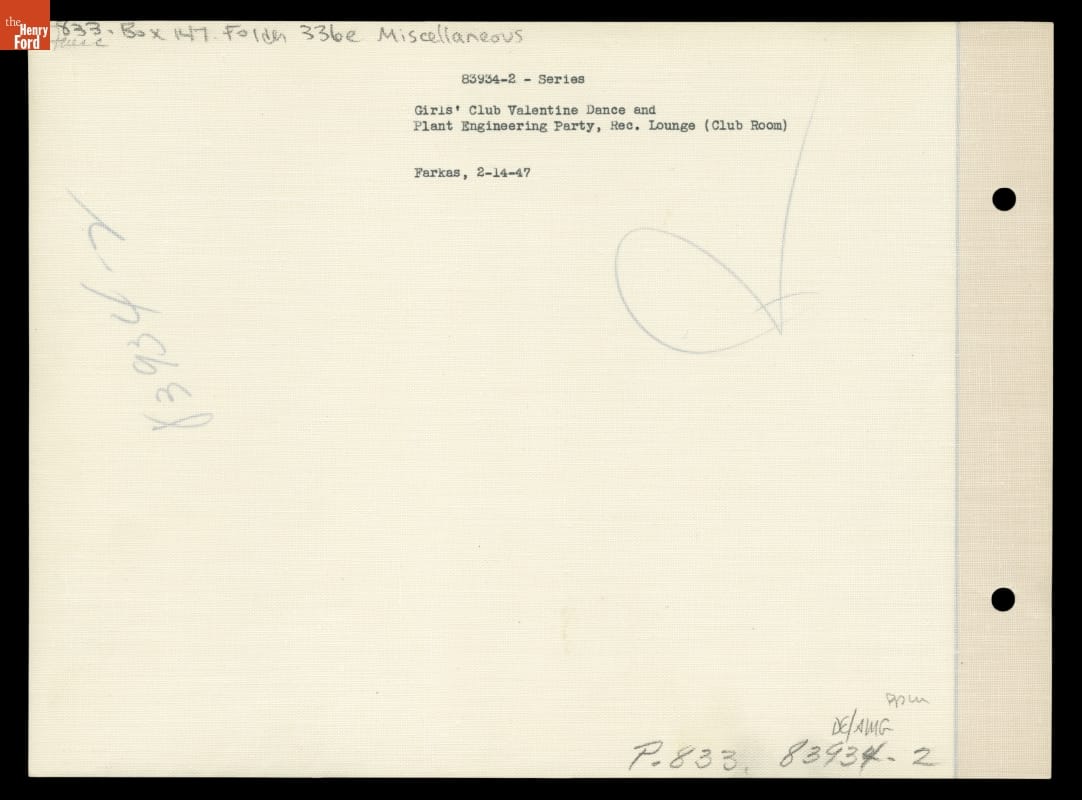 the
Henry
Ford
833. Box 147. Folder 336e Miscellaneous
83934-2 - Series
Girls' Club Valentine Dance and
Plant Engineering Party, Rec. Lounge (Club Room)
Farkas, 2-14-47
83934-2
DE/AMG
P.833. 83934-2